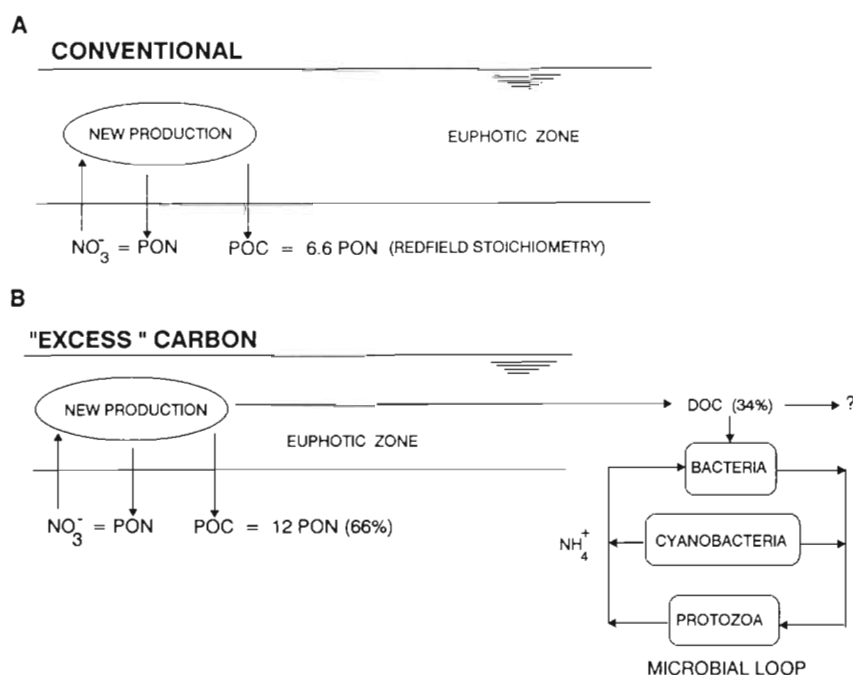 A
CONVENTIONAL
NEW PRODUCTION
EUPHOTIC ZONE
NO₃⁻ = PON POC = 6.6 PON (REDFIELD STOICHIOMETRY)
B
"EXCESS " CARBON
NEW PRODUCTION
DOC (34%) ?
EUPHOTIC ZONE
BACTERIA
NO₃⁻ = PON POC = 12 PON (66%)
NH₄⁺
CYANOBACTERIA
PROTOZOA
MICROBIAL LOOP